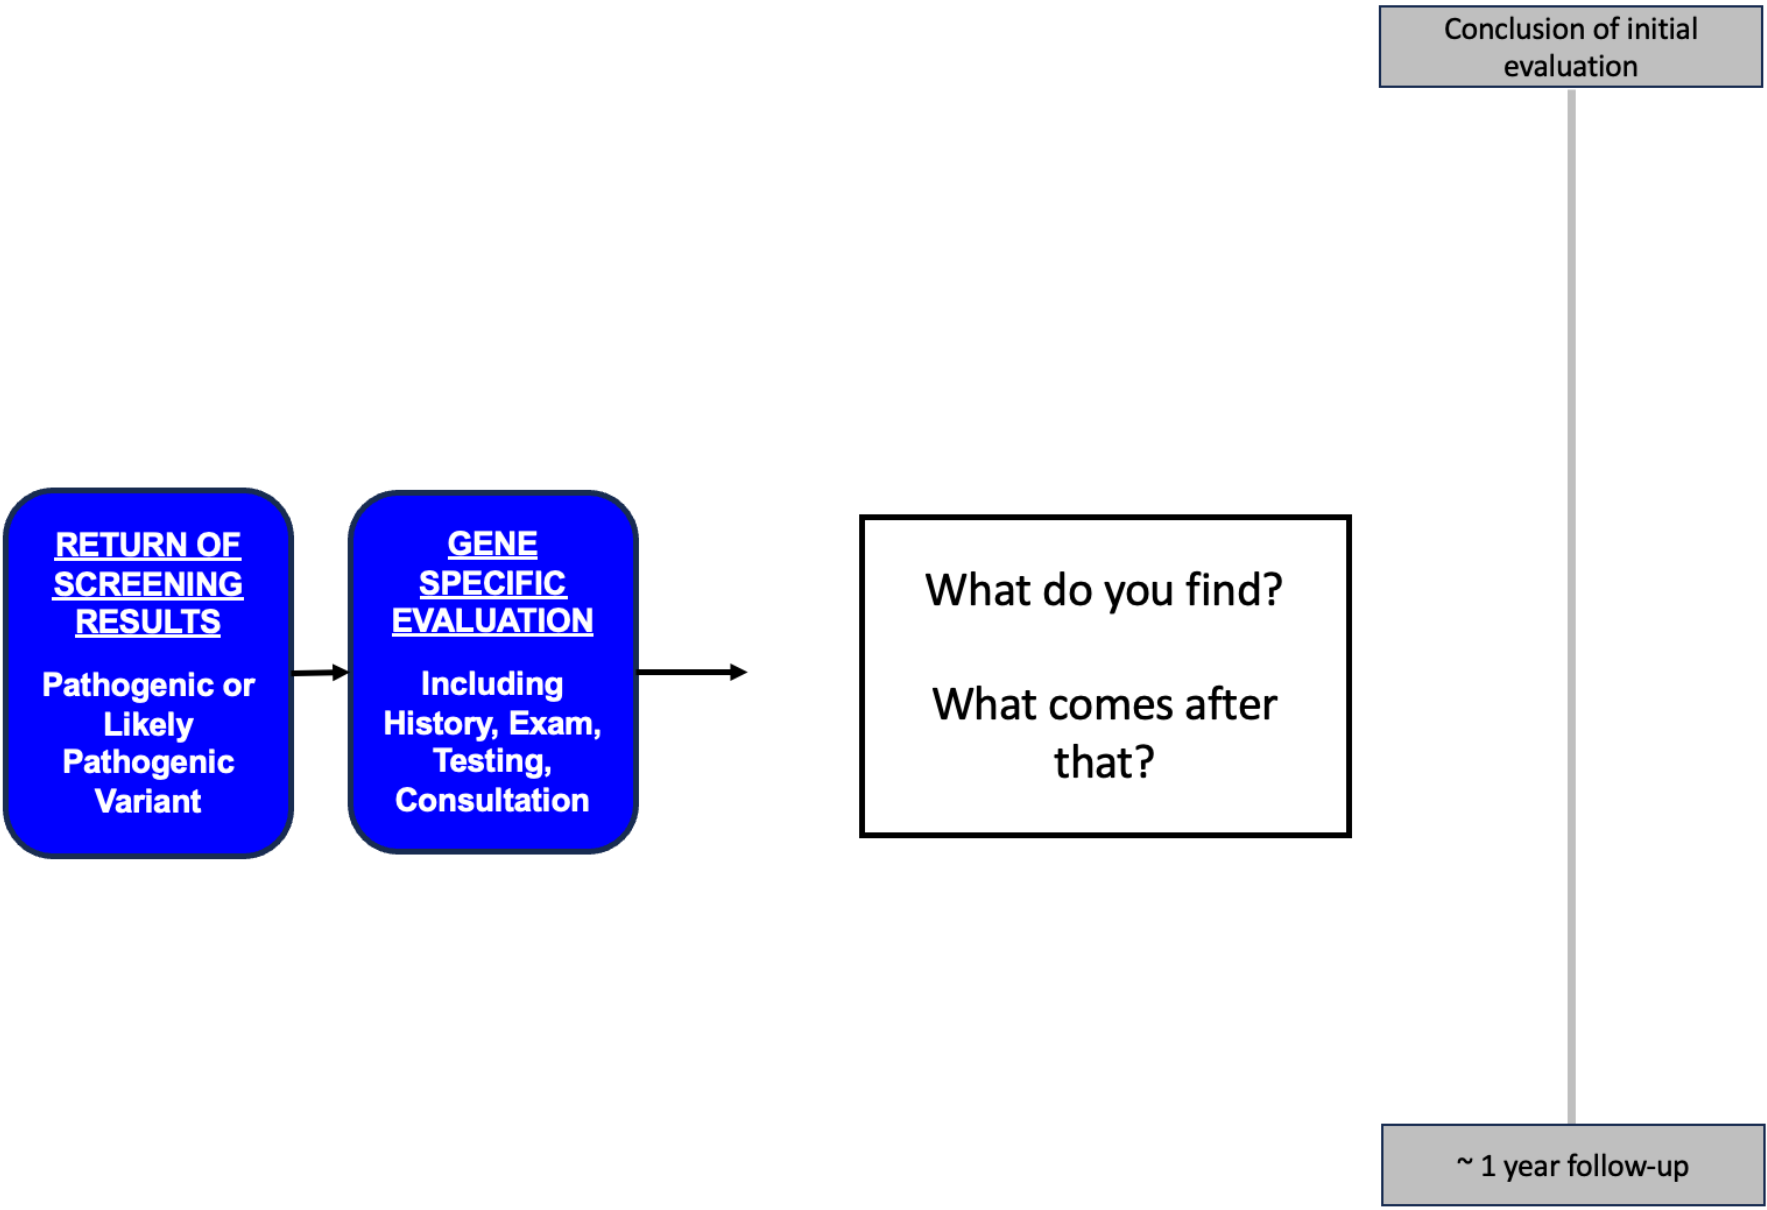 Conclusion of initial
evaluation
RETURN OF
SCREENING
RESULTS
Pathogenic or
Likely
Pathogenic
Variant
GENE
SPECIFIC
EVALUATION
Including
History, Exam,
Testing,
Consultation
What do you find?
What comes after
that?
~ 1 year follow-up